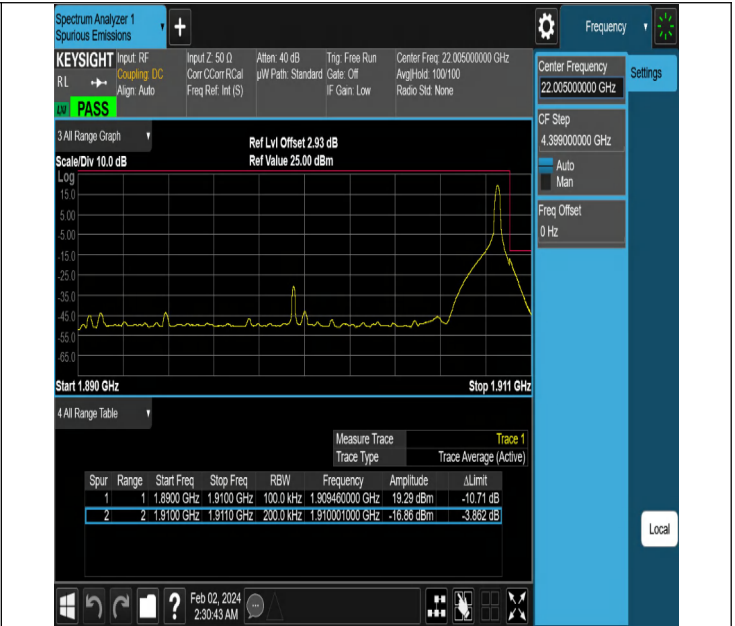 Spectrum Analyzer 1
Spurious Emissions
+
Frequency
KEYSIGHT
RL
LXI
PASS
Input: RF
Coupling: DC
Align: Auto
Input Z: 50 Ω
Corr CCorr RCal
Freq Ref: Int (S)
Atten: 40 dB
µW Path: Standard
Trig: Free Run
Gate: Off
IF Gain: Low
Center Freq: 22.005000000 GHz
Avg|Hold: 100/100
Radio Std: None
Center Frequency
22.005000000 GHz
Settings
CF Step
4.399000000 GHz
Auto
Man
Freq Offset
0 Hz
3 All Range Graph
Scale/Div 10.0 dB
Ref Lvl Offset 2.93 dB
Ref Value 25.00 dBm
Log
15.0
5.00
-5.00
-15.0
-25.0
-35.0
-45.0
-55.0
-65.0
Start 1.890 GHz
Stop 1.911 GHz
4 All Range Table
Measure Trace Trace 1
Trace Type Trace Average (Active)
Spur Range Start Freq Stop Freq RBW Frequency Amplitude ΔLimit
1 1 1.8900 GHz 1.9100 GHz 100.0 kHz 1.909460000 GHz 19.29 dBm -10.71 dB
2 2 1.9100 GHz 1.9110 GHz 200.0 kHz 1.910001000 GHz -16.86 dBm -3.862 dB
Local
?
Feb 02, 2024
2:30:43 AM